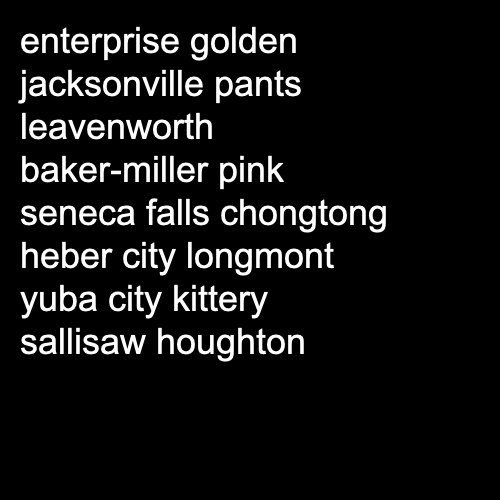 enterprise golden
jacksonville pants
leavenworth
baker-miller pink
seneca falls chongtong
heber city longmont
yuba city kittery
sallisaw houghton